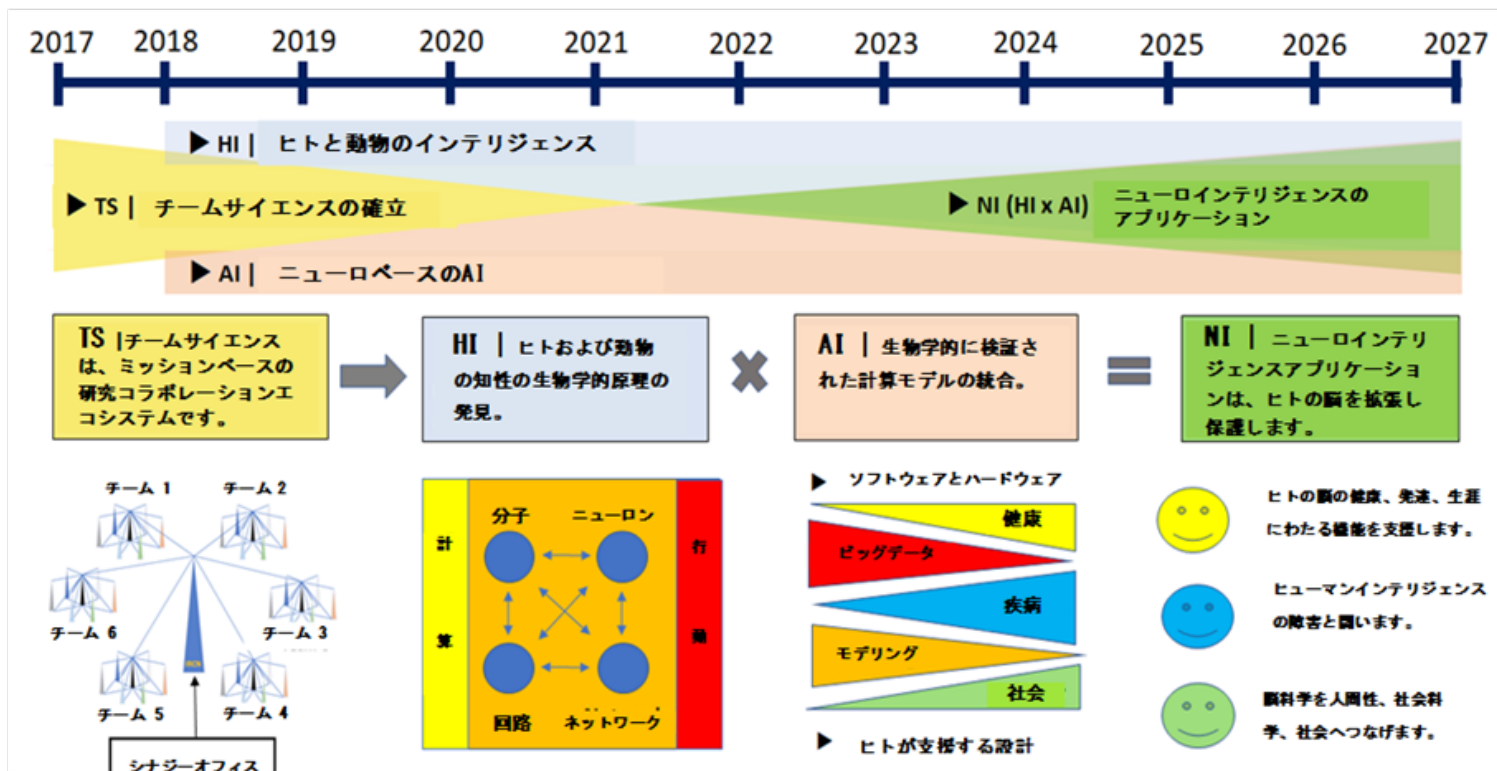 2017 2018 2019 2020 2021 2022 2023 2024 2025 2026 2027
▶ HI | ヒトと動物のインテリジェンス
▶ TS | チームサイエンスの確立
▶ NI (HI x AI)
ニューロインテリジェンスの
アプリケーション
▶ AI | ニューロベースのAI
TS |チームサイエンス
は、ミッションベースの
研究コラボレーションエ
コシステムです。
HI | ヒトおよび動物
の知性の生物学的原理の
発見。
AI | 生物学的に検証さ
れた計算モデルの統合。
NI | ニューロインテリ
ジェンスアプリケーショ
ンは、ヒトの脳を拡張し
保護します。
チーム 1
チーム 2
チーム 6
チーム 3
チーム 5
チーム 4
シナジーオフィス
計
算
分子
ニューロン
回路
ネットワーク
行
動
▶ ソフトウェアとハードウェア
健康
ビッグデータ
疾病
モデリング
社会
▶ ヒトが支援する設計
ヒトの脳の健康、発達、生涯
にわたる機能を支援します。
ヒューマンインテリジェンス
の障害と闘います。
脳科学を人間性、社会科
学、社会へつなげます。